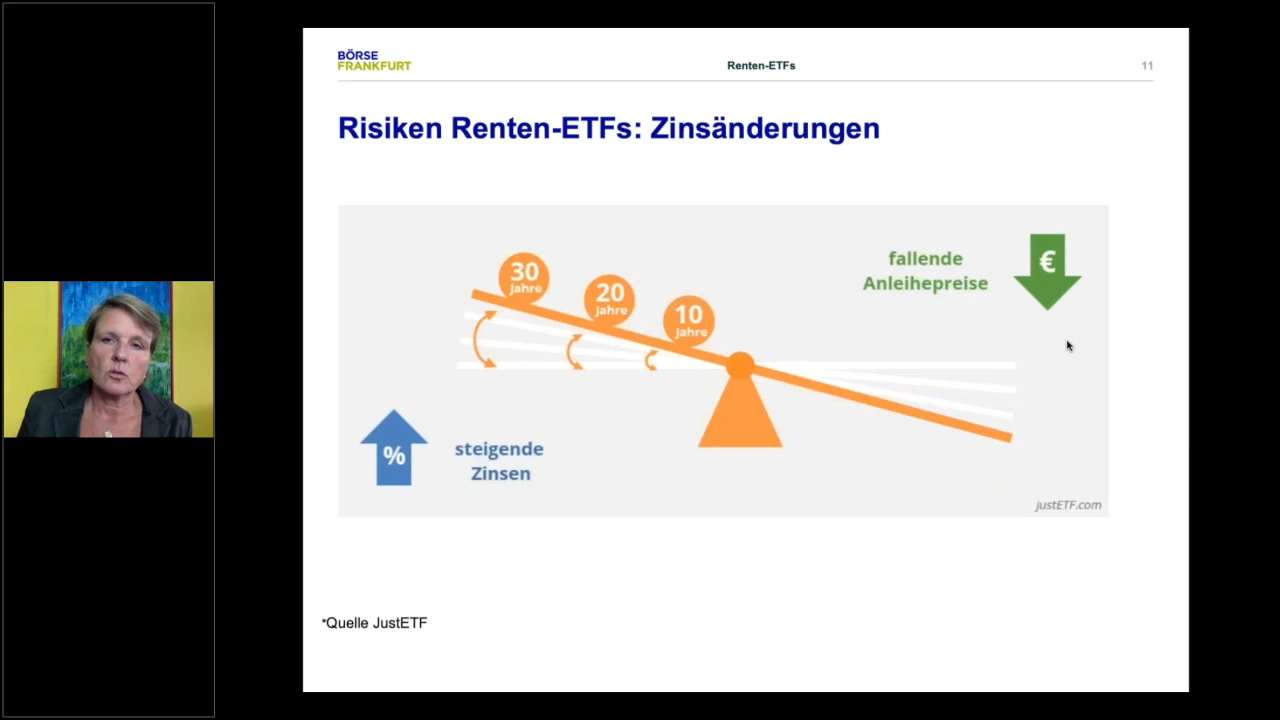 BÖRSE
FRANKFURT
Renten-ETFs
11
Risiken Renten-ETFs: Zinsänderungen
30
Jahre
20
Jahre
10
Jahre
fallende
Anleihepreise
€
%
steigende
Zinsen
justETF.com
*Quelle JustETF